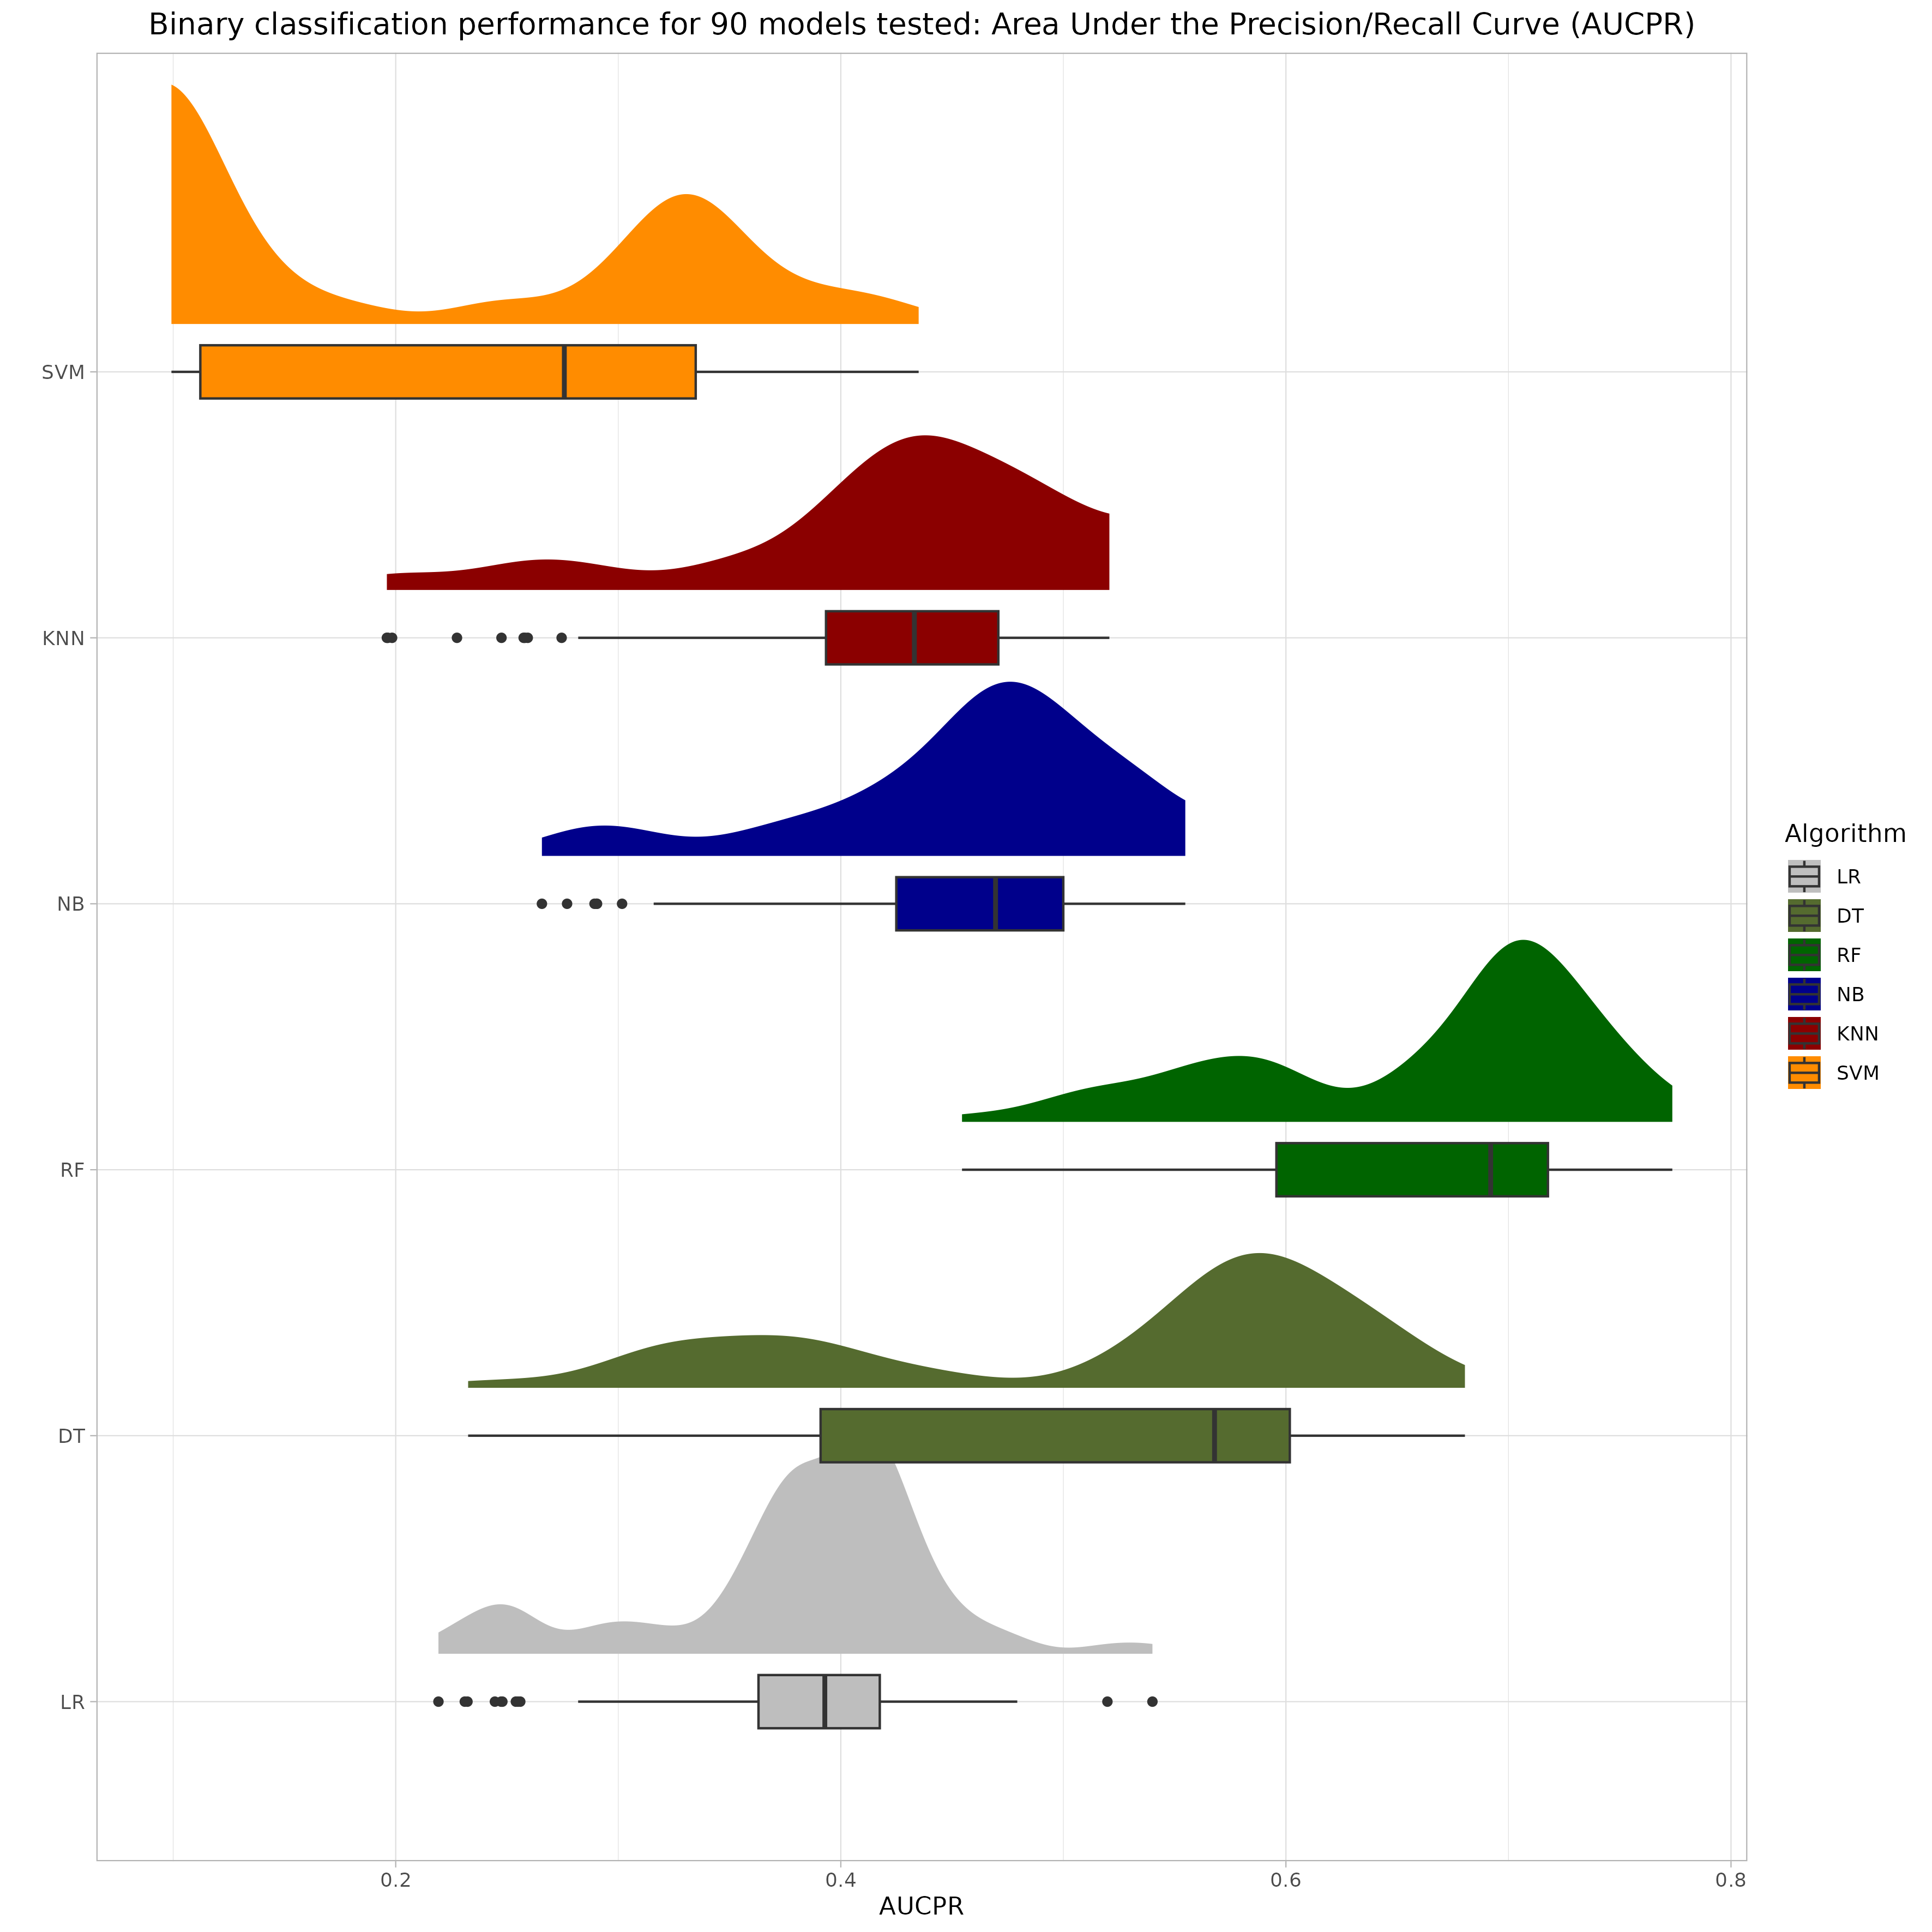 Binary classification performance for 90 models tested: Area Under the Precision/Recall Curve (AUCPR)
SVM
KNN
NB
RF
DT
LR
0.2 0.4 0.6 0.8
AUCPR
Algorithm
LR
DT
RF
NB
KNN
SVM